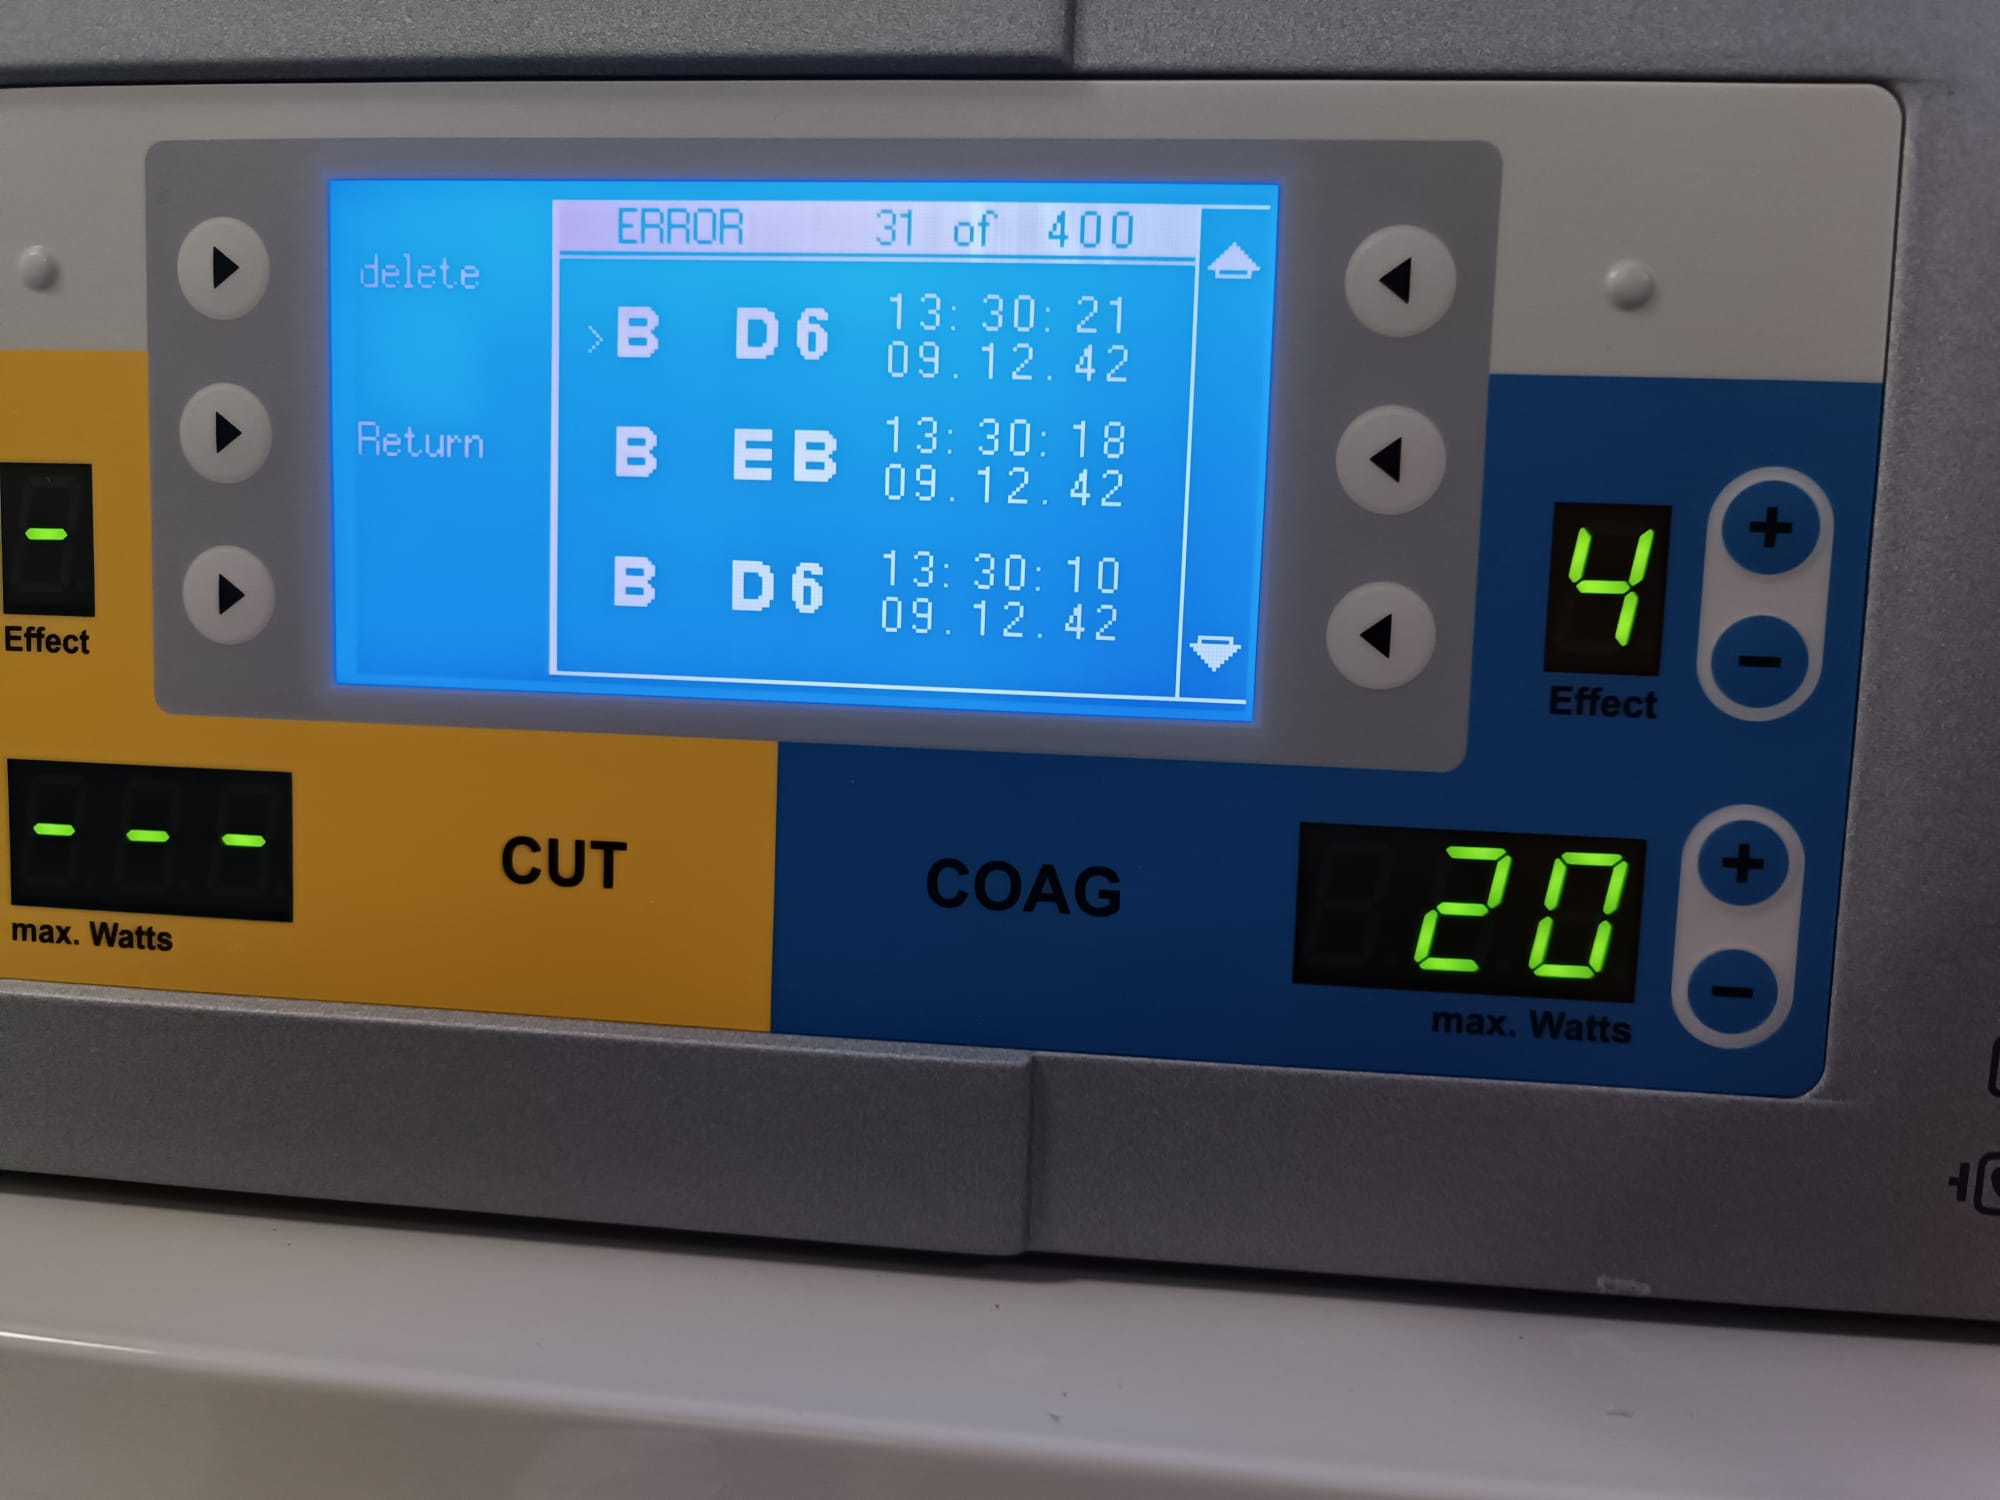 ERROR 31 of 400
delete
> B D6 13:30:21
09.12.42
B EB 13:30:18
09.12.42
Return
B D6 13:30:10
09.12.42
-
Effect
4
+
-
Effect
---
max. Watts
CUT
COAG
20
+
-
max. Watts